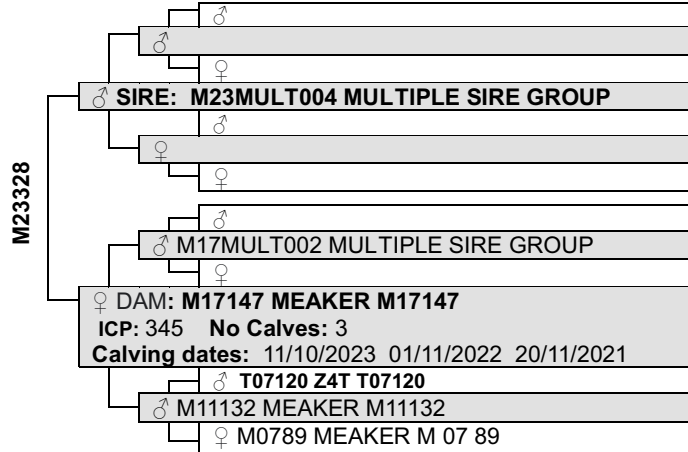 ♂
♂
♀
♂ SIRE: M23MULT004 MULTIPLE SIRE GROUP
♂
♀
♀
M23328
♂
♂ M17MULT002 MULTIPLE SIRE GROUP
♀
♀ DAM: M17147 MEAKER M17147
ICP: 345 No Calves: 3
Calving dates: 11/10/2023 01/11/2022 20/11/2021
♂ T07120 Z4T T07120
♂ M11132 MEAKER M11132
♀ M0789 MEAKER M 07 89